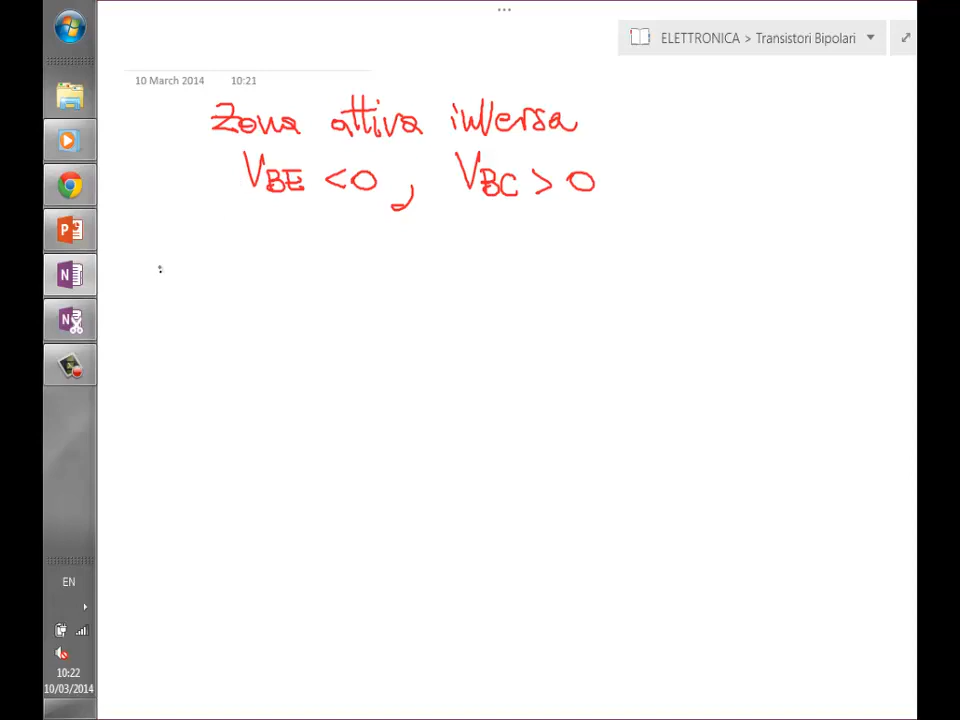 ELETTRONICA > Transistori Bipolari
10 March 2014 10:21
Zona attiva inversa
VBE < 0 , VBC > 0
EN
10:22
10/03/2014